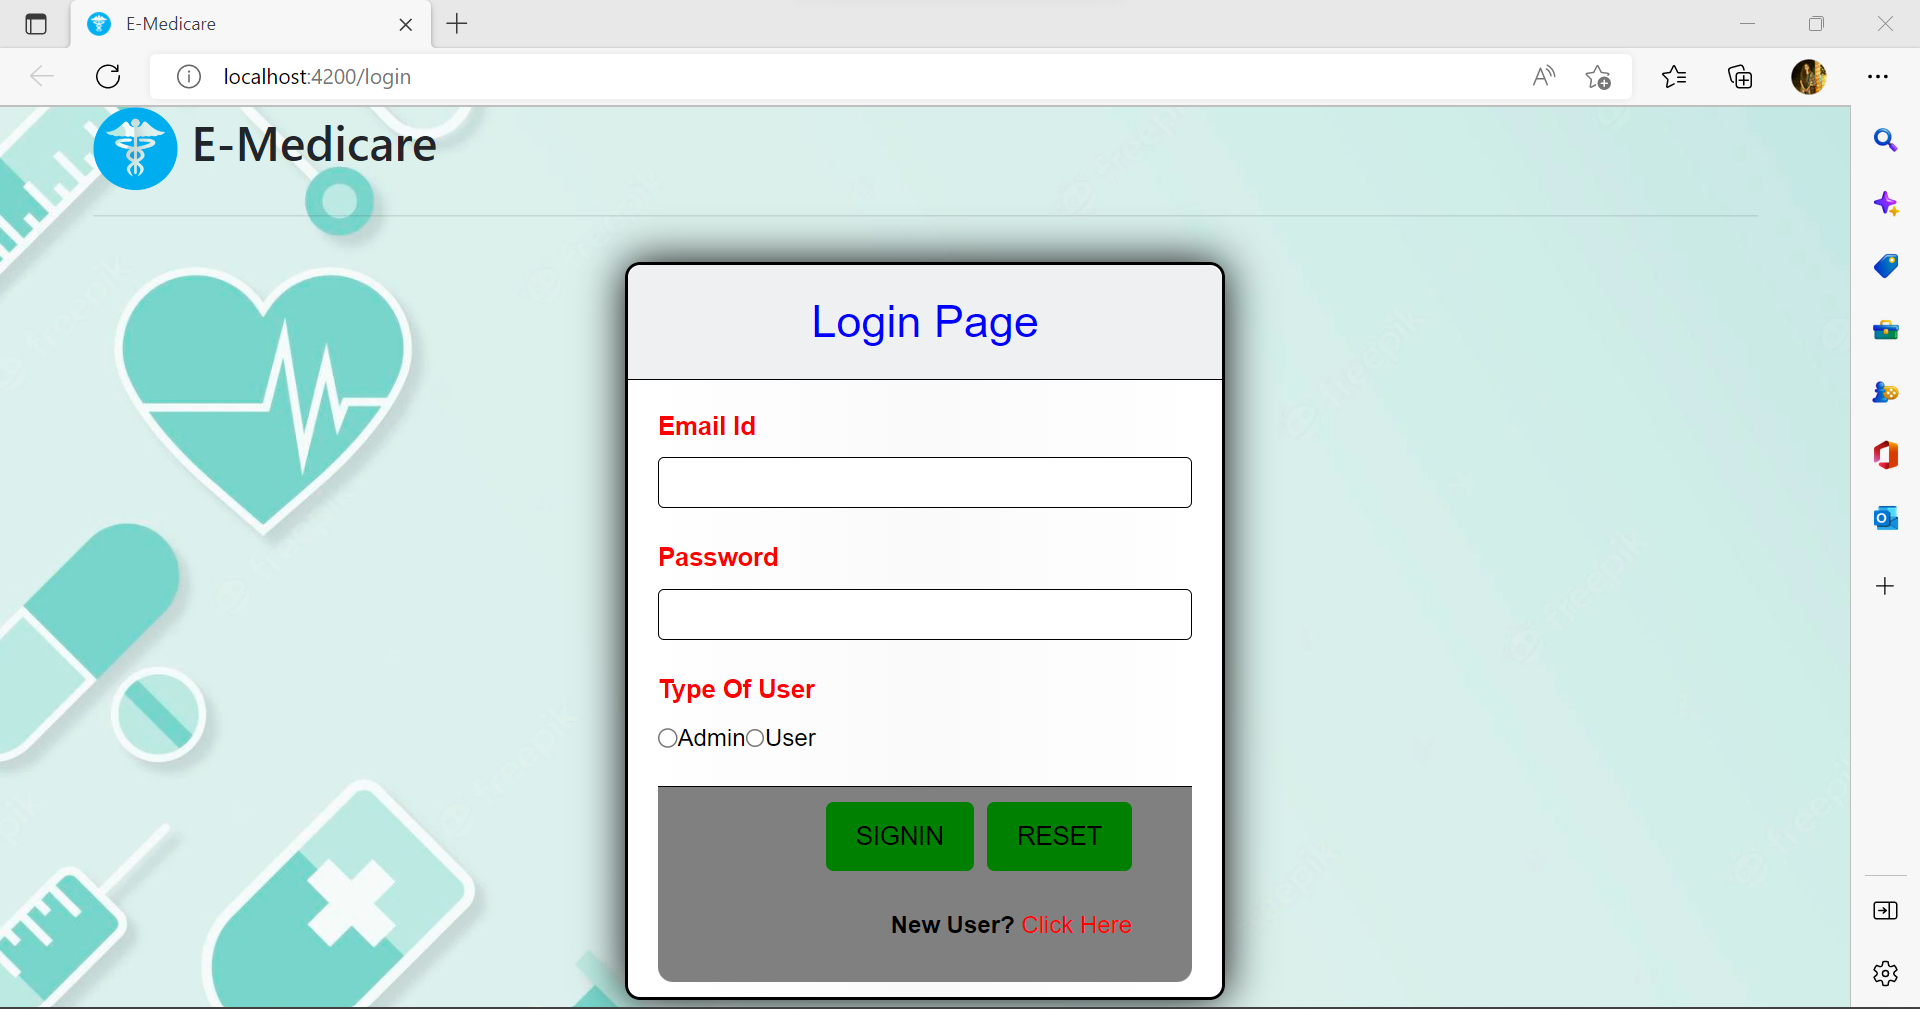 E-Medicare
localhost:4200/login
E-Medicare
Login Page
Email Id
Password
Type Of User
Admin User
SIGNIN RESET
New User? Click Here